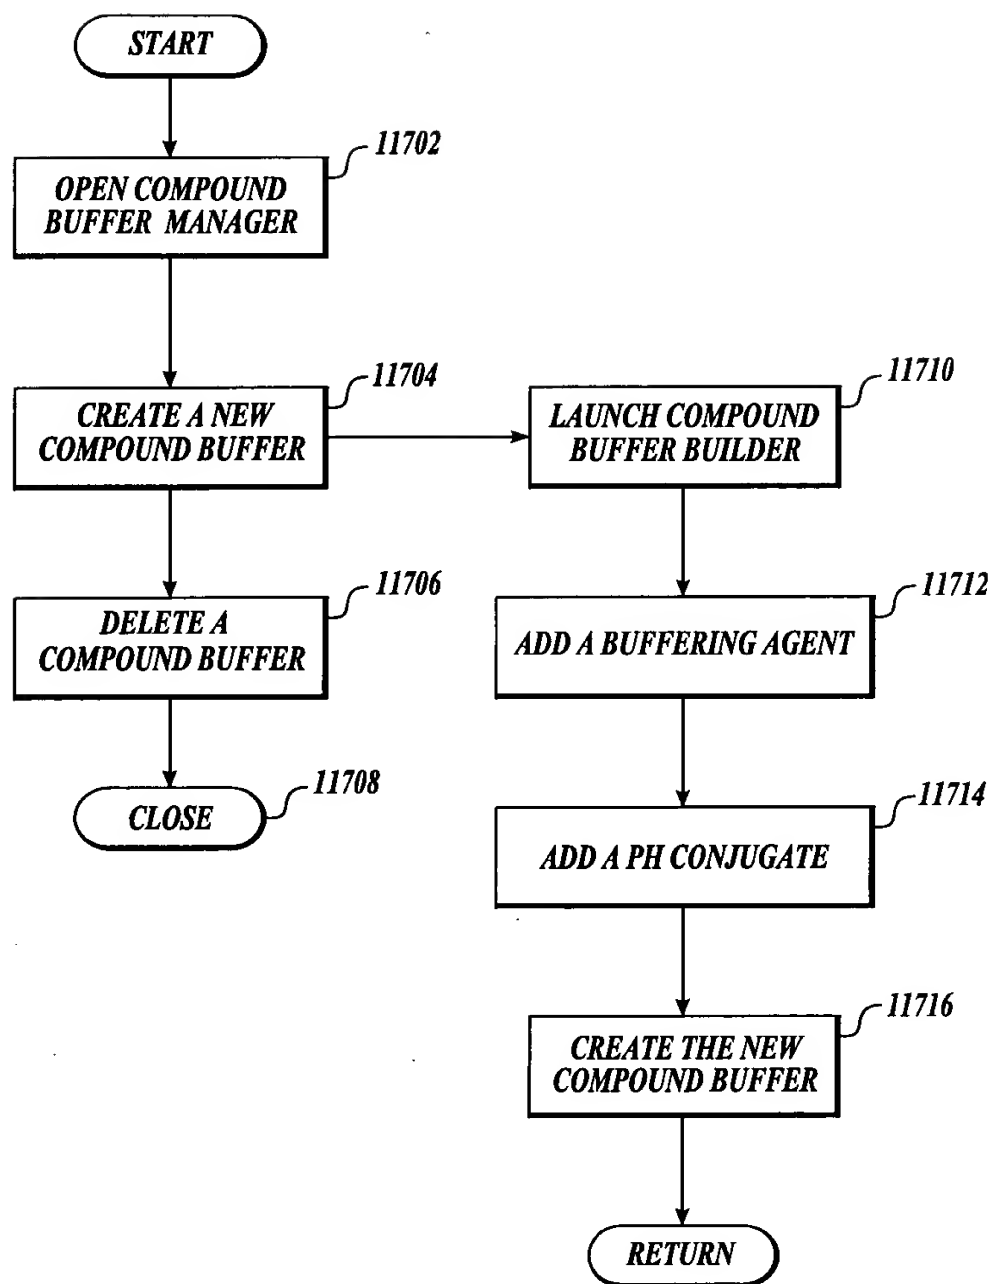 START
11702
OPEN COMPOUND
BUFFER MANAGER
11704
CREATE A NEW
COMPOUND BUFFER
11706
DELETE A
COMPOUND BUFFER
11708
CLOSE
11710
LAUNCH COMPOUND
BUFFER BUILDER
11712
ADD A BUFFERING AGENT
11714
ADD A PH CONJUGATE
11716
CREATE THE NEW
COMPOUND BUFFER
RETURN